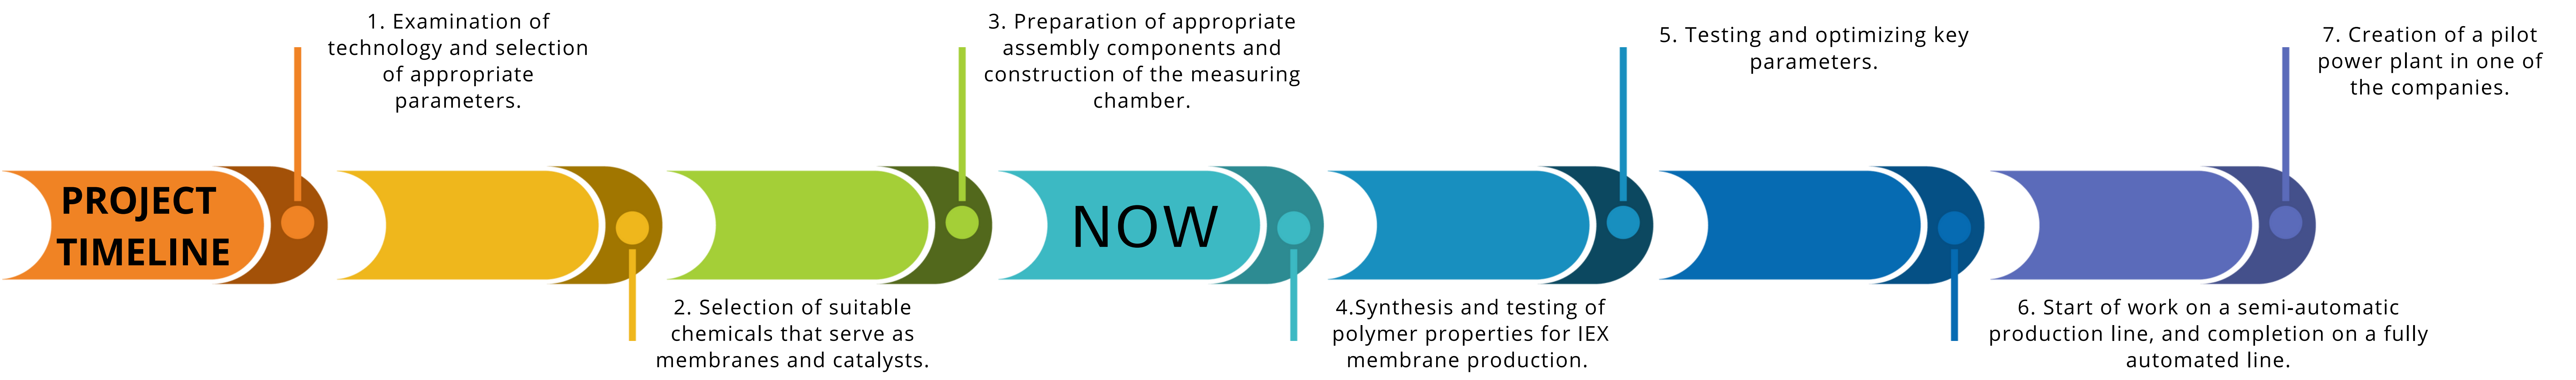 PROJECT
TIMELINE
1. Examination of
technology and selection
of appropriate
parameters.
2. Selection of suitable
chemicals that serve as
membranes and catalysts.
3. Preparation of appropriate
assembly components and
construction of the measuring
chamber.
NOW
4.Synthesis and testing of
polymer properties for IEX
membrane production.
5. Testing and optimizing key
parameters.
6. Start of work on a semi-automatic
production line, and completion on a fully
automated line.
7. Creation of a pilot
power plant in one of
the companies.